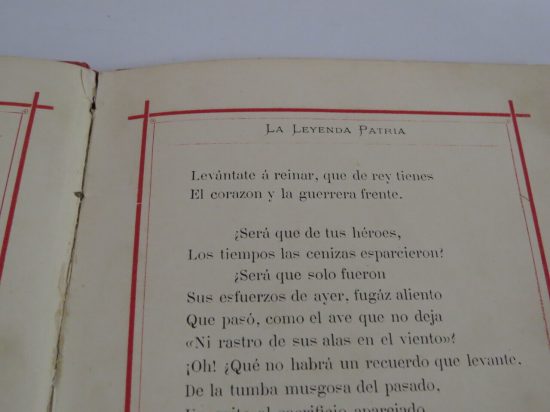 La Leyenda Patria
Levántate á reinar, que de rey tienes
El corazon y la guerrera frente.
¿Será que de tus héroes,
Los tiempos las cenizas esparcieron?
¿Será que solo fueron
Sus esfuerzos de ayer, fugáz aliento
Que pasó, como el ave que no deja
«Ni rastro de sus alas en el viento»?
¡Oh! ¿Qué no habrá un recuerdo que levante.
De la tumba musgosa del pasado,
al sacrificio aparejado